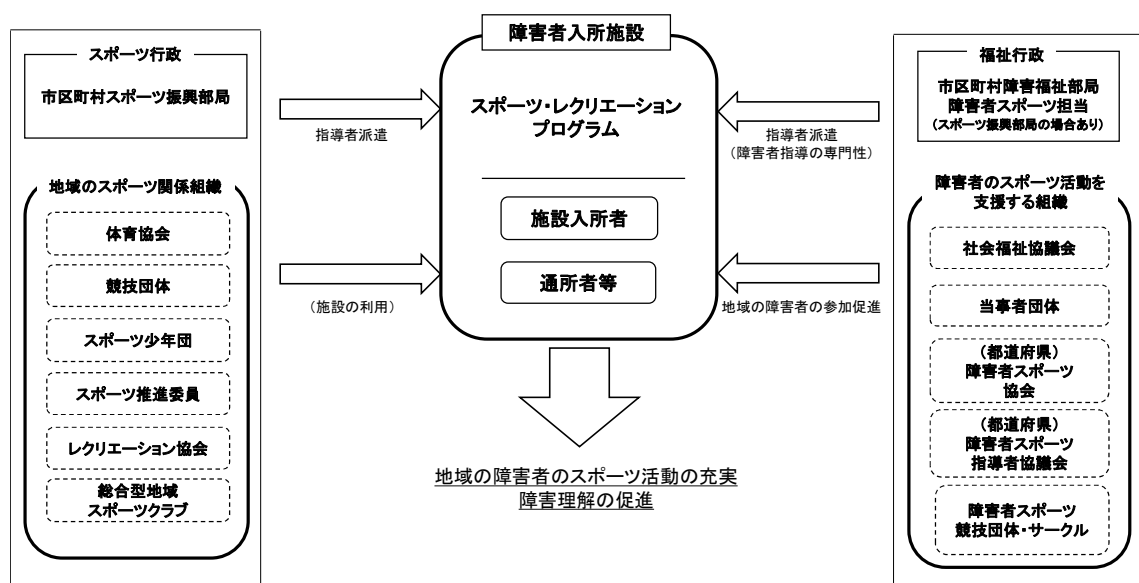 スポーツ行政
市区町村スポーツ振興部局
地域のスポーツ関係組織
体育協会
競技団体
スポーツ少年団
スポーツ推進委員
レクリエーション協会
総合型地域
スポーツクラブ
指導者派遣
(施設の利用)
障害者入所施設
スポーツ・レクリエーション
プログラム
施設入所者
通所者等
地域の障害者のスポーツ活動の充実
障害理解の促進
指導者派遣
(障害者指導の専門性)
地域の障害者の参加促進
福祉行政
市区町村障害福祉部局
障害者スポーツ担当
(スポーツ振興部局の場合あり)
障害者のスポーツ活動を
支援する組織
社会福祉協議会
当事者団体
(都道府県)
障害者スポーツ
協会
(都道府県)
障害者スポーツ
指導者協議会
障害者スポーツ
競技団体・サークル